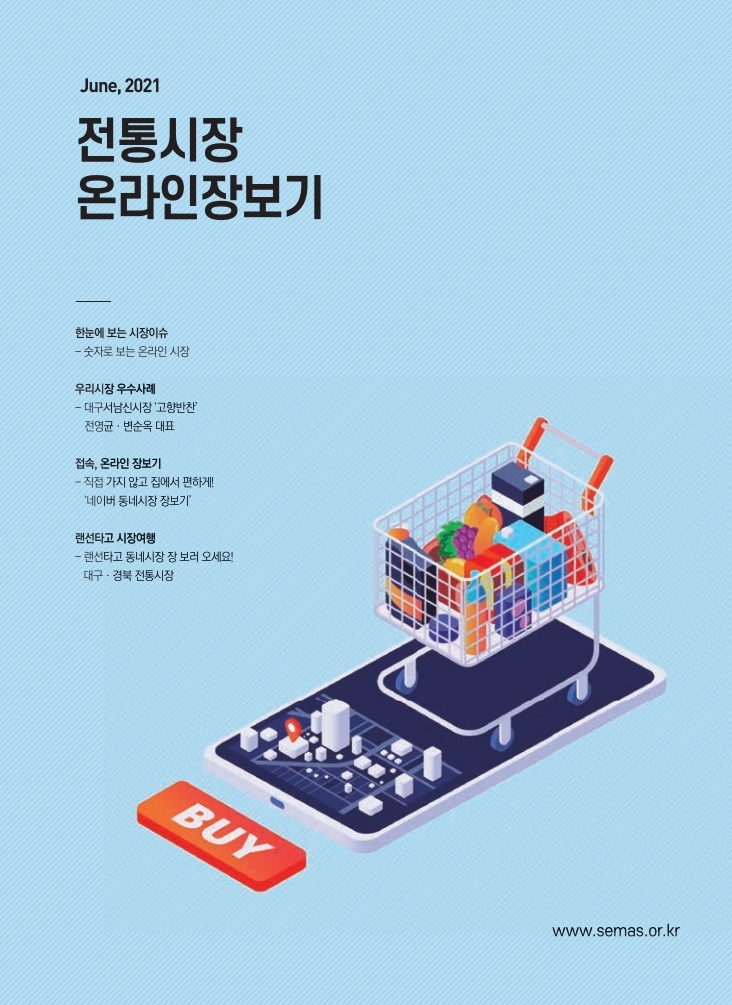 June, 2021
전통시장
온라인장보기
한눈에 보는 시장이슈
– 숫자로 보는 온라인 시장
우리시장 우수사례
– 대구서남신시장 '고향반찬'
전영균 · 변순옥 대표
접속, 온라인 장보기
– 직접 가지 않고 집에서 편하게!
'네이버 동네시장 장보기'
랜선타고 시장여행
– 랜선타고 동네시장 장 보러 오세요!
대구 · 경북 전통시장
BUY
www.semas.or.kr